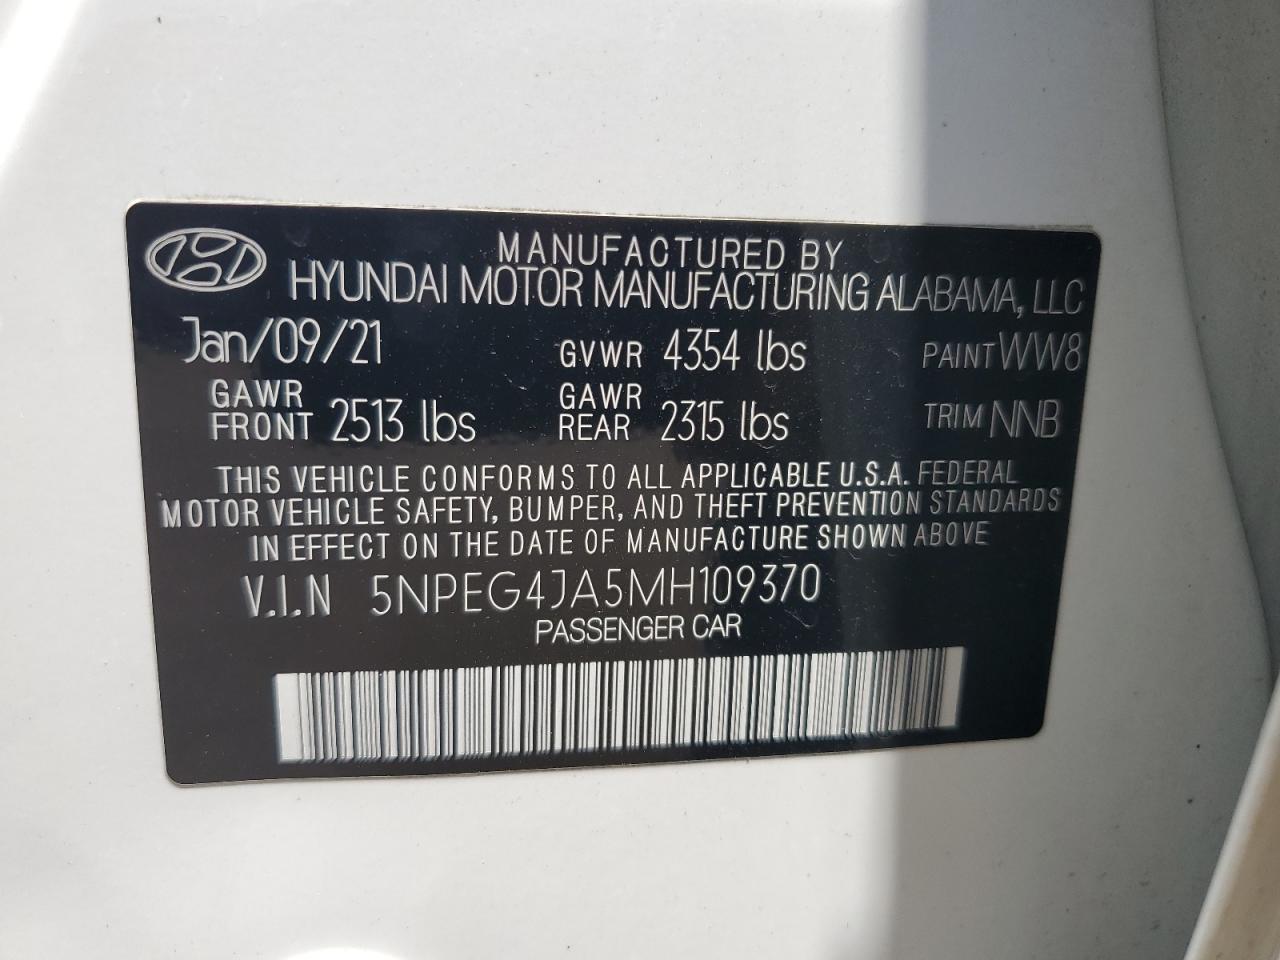 MANUFACTURED BY
HYUNDAI MOTOR MANUFACTURING ALABAMA, LLC
Jan/09/21 GVWR 4354 lbs PAINT WW8
GAWR FRONT 2513 lbs GAWR REAR 2315 lbs TRIM NNB
THIS VEHICLE CONFORMS TO ALL APPLICABLE U.S.A. FEDERAL
MOTOR VEHICLE SAFETY, BUMPER, AND THEFT PREVENTION STANDARDS
IN EFFECT ON THE DATE OF MANUFACTURE SHOWN ABOVE
V.I.N 5NPEG4JA5MH109370
PASSENGER CAR